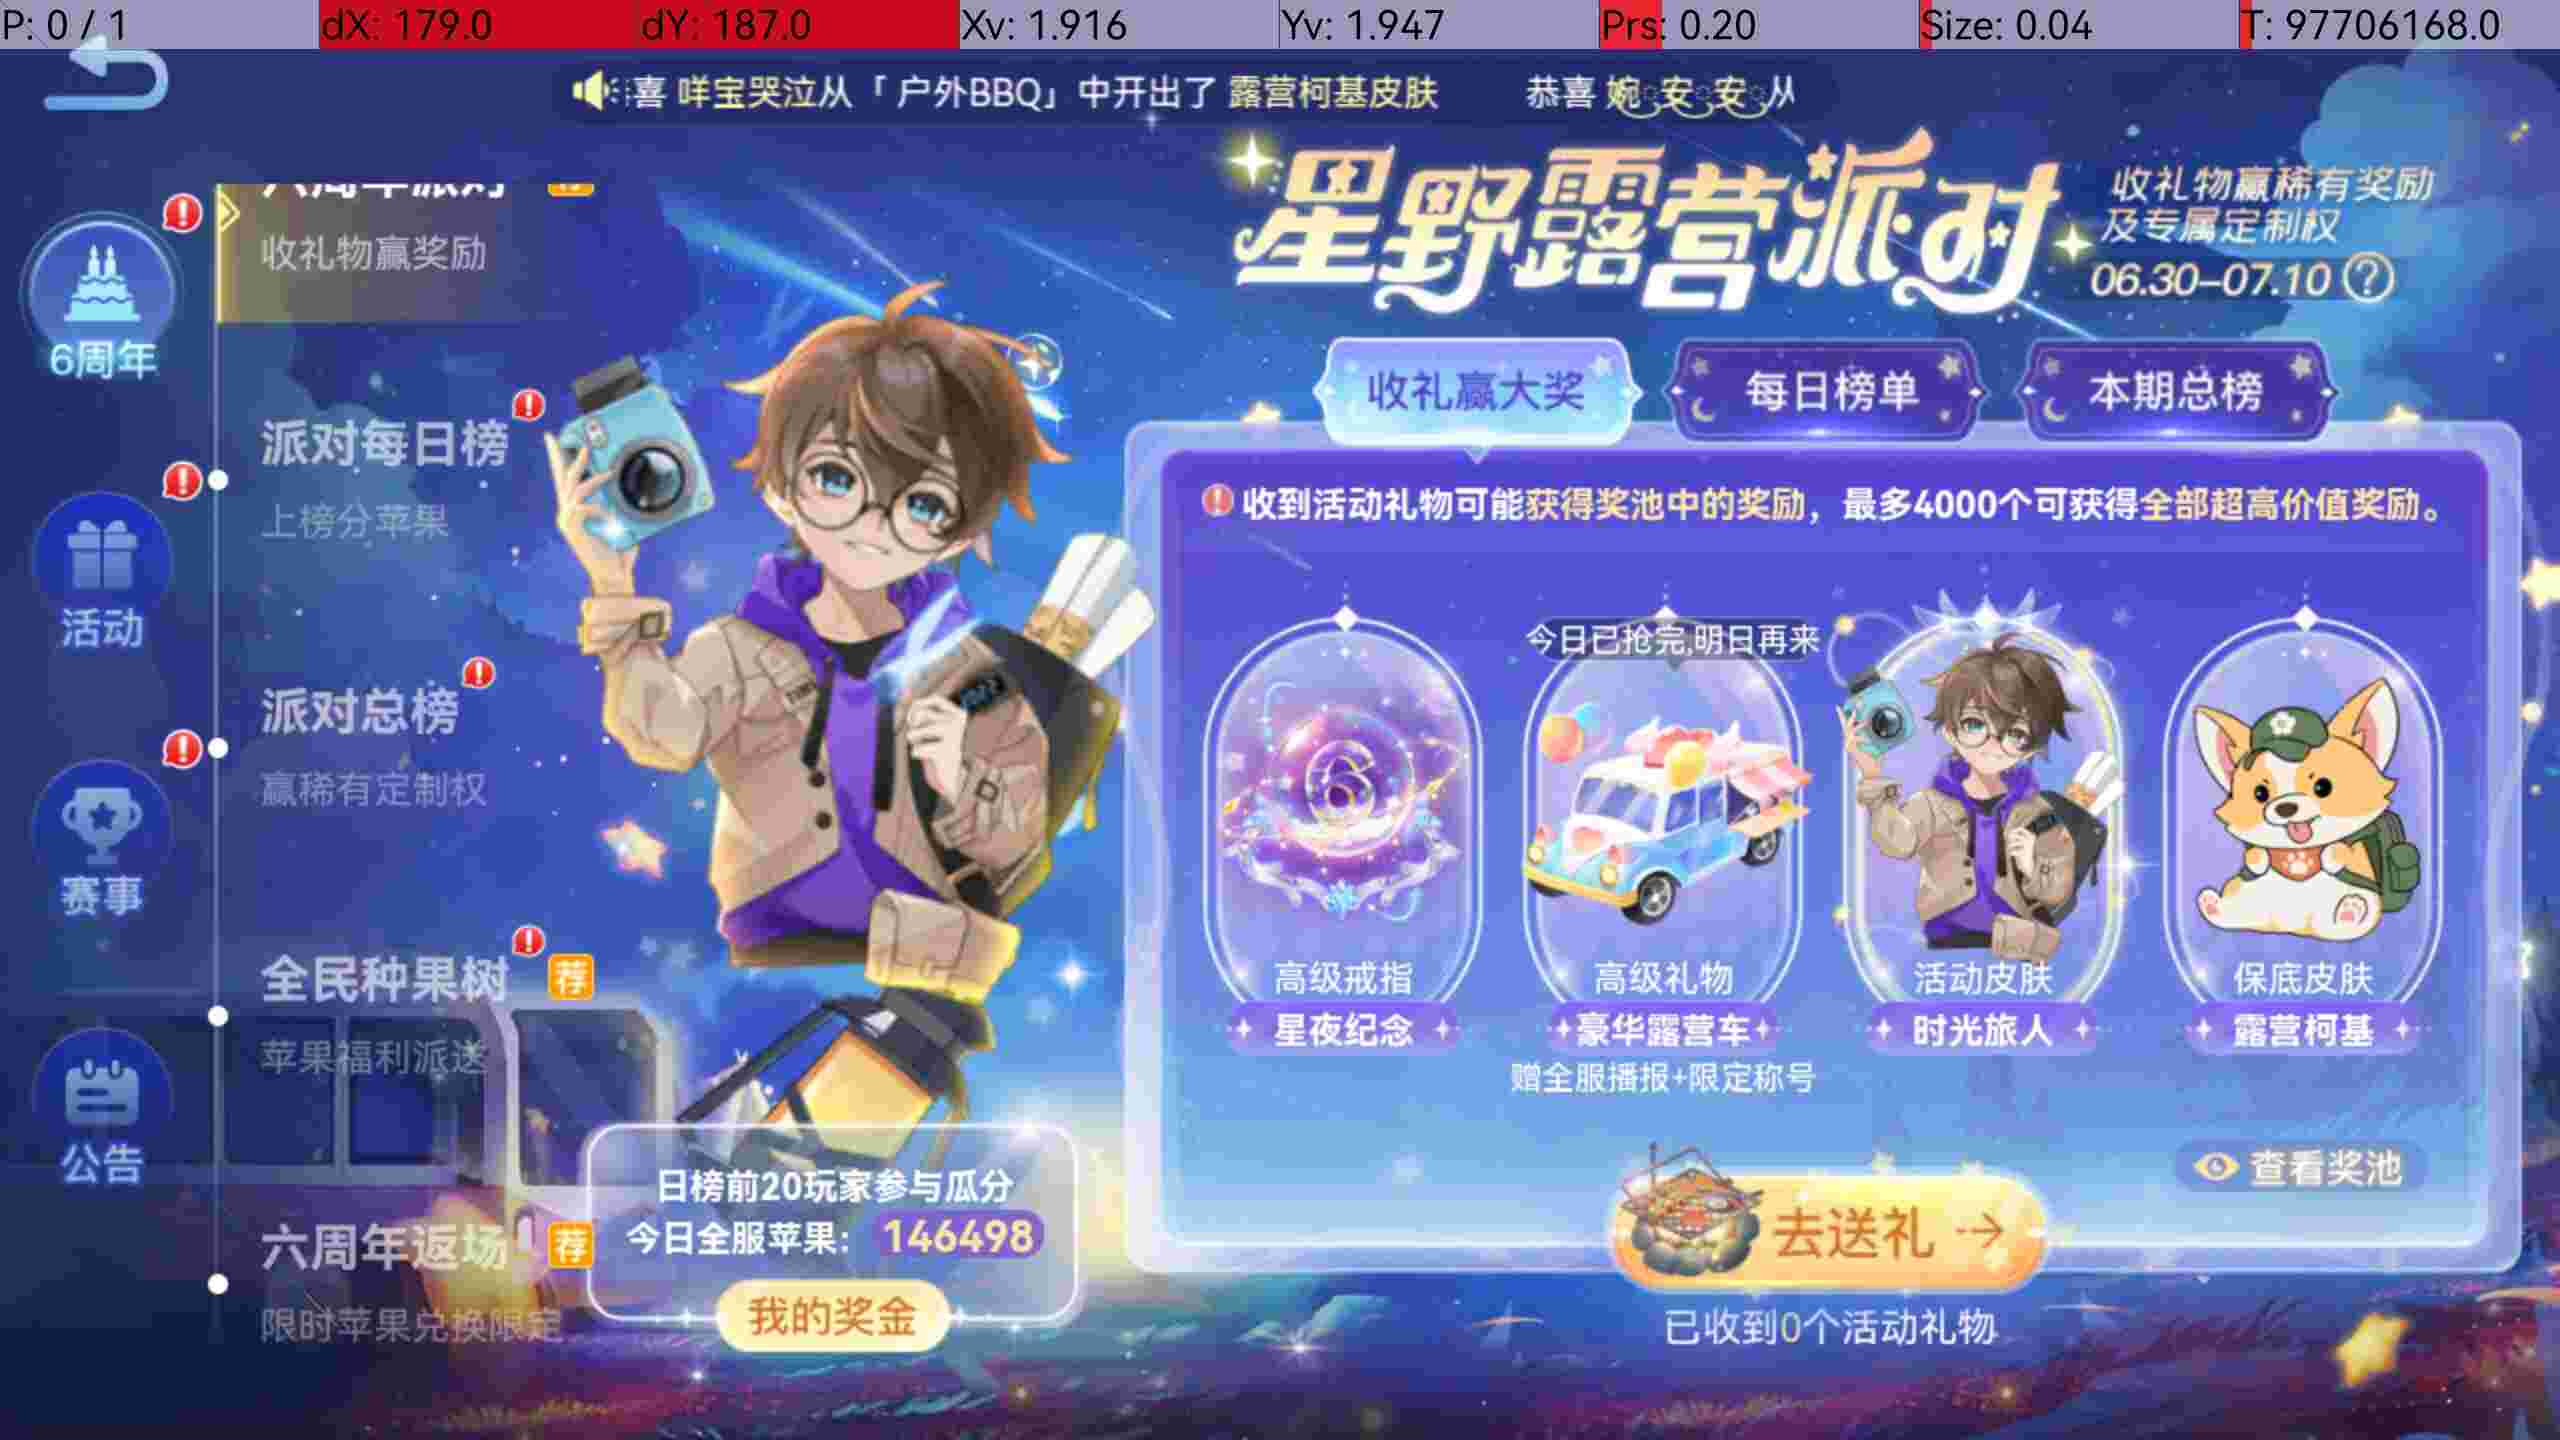 P: 0 / 1
dX: 179.0
dY: 187.0
Xv: 1.916
Yv: 1.947
Prs: 0.20
Size: 0.04
T: 97706168.0
喜 咩宝哭泣从「户外BBQ」中开出了 露营柯基皮肤
恭喜 婉 安 安 从
星野露营派对
收礼物赢稀有奖励
及专属定制权
06.30-07.10 ?
六周年派对
收礼物赢奖励
派对每日榜
上榜分苹果
派对总榜
赢稀有定制权
全民种果树 荐
苹果福利派送
六周年返场 荐
限时苹果兑换限定
6周年
活动
赛事
公告
收礼赢大奖
每日榜单
本期总榜
收到活动礼物可能获得奖池中的奖励，最多4000个可获得全部超高价值奖励。
今日已抢完,明日再来
6
高级戒指
星夜纪念
高级礼物
豪华露营车
赠全服播报+限定称号
活动皮肤
时光旅人
保底皮肤
露营柯基
日榜前20玩家参与瓜分
今日全服苹果： 146498
我的奖金
查看奖池
去送礼
已收到0个活动礼物